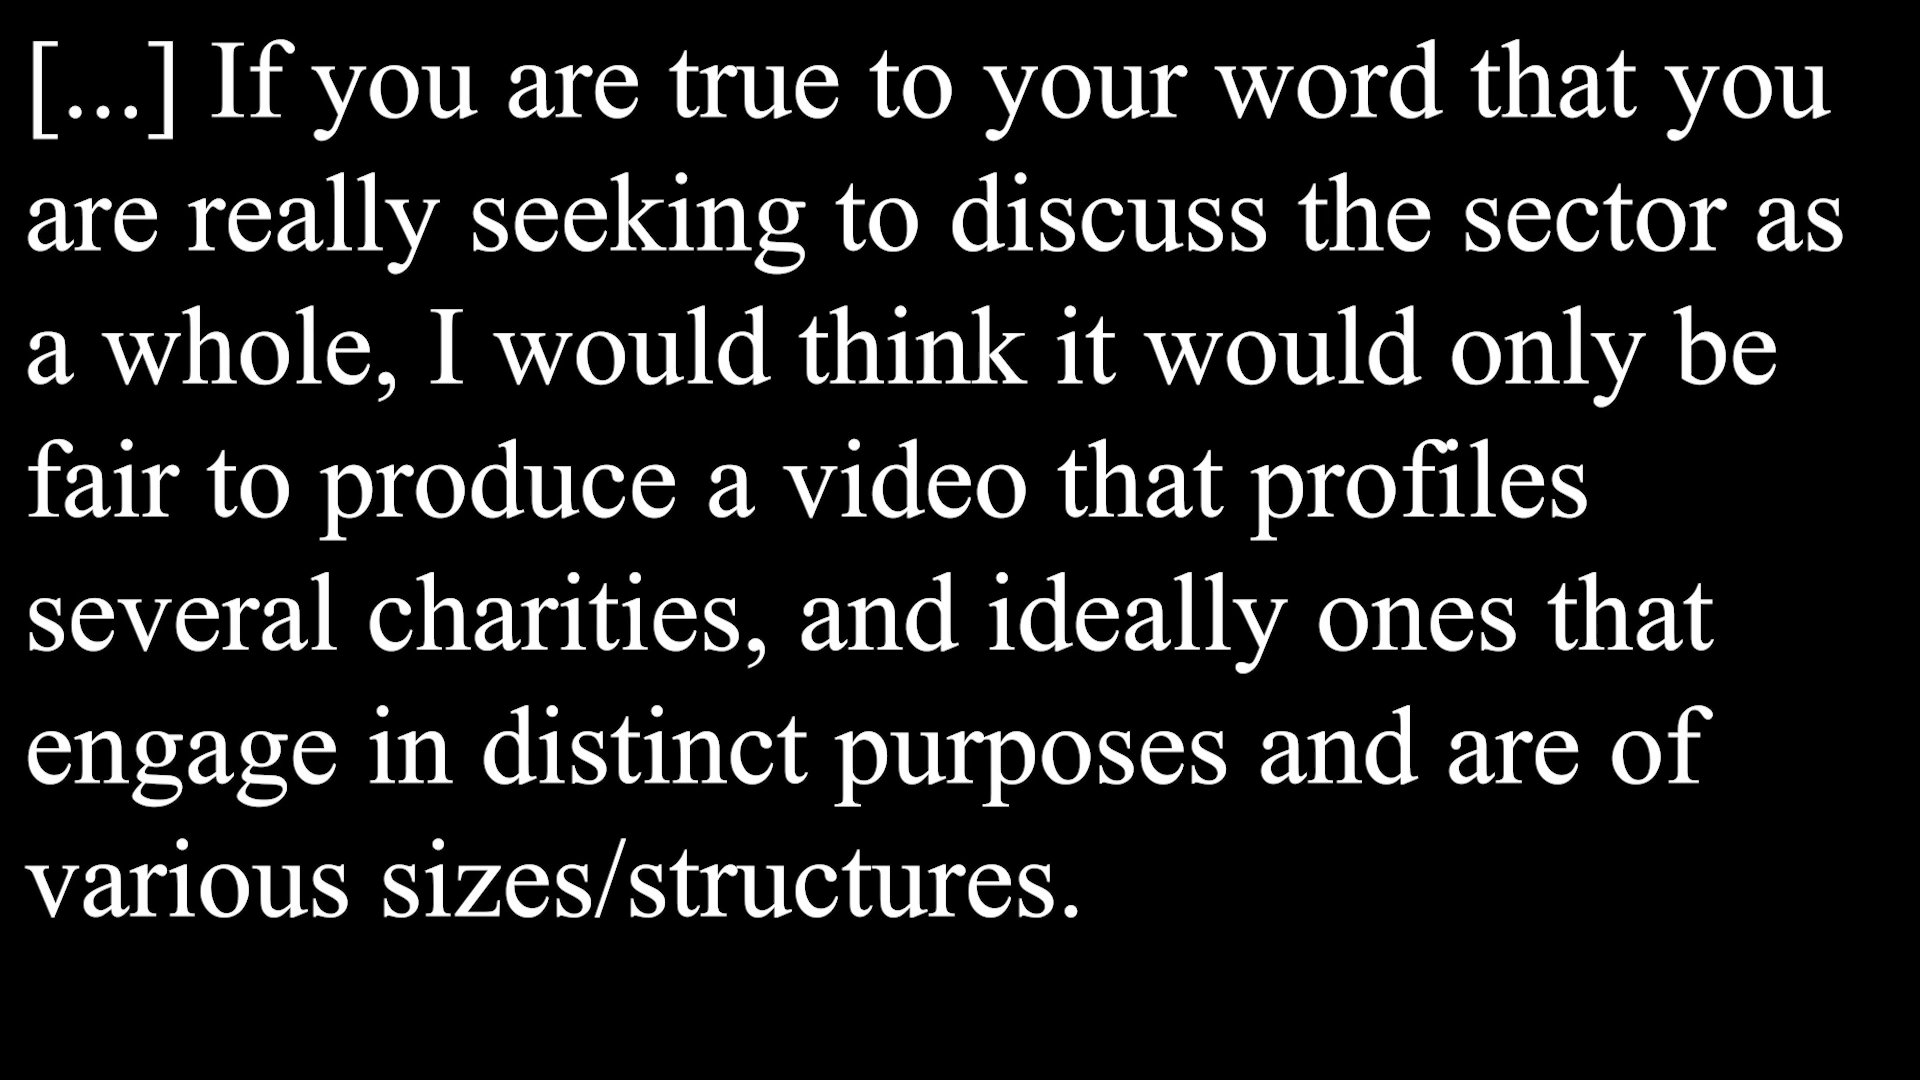 [...] If you are true to your word that you
are really seeking to discuss the sector as
a whole, I would think it would only be
fair to produce a video that profiles
several charities, and ideally ones that
engage in distinct purposes and are of
various sizes/structures.